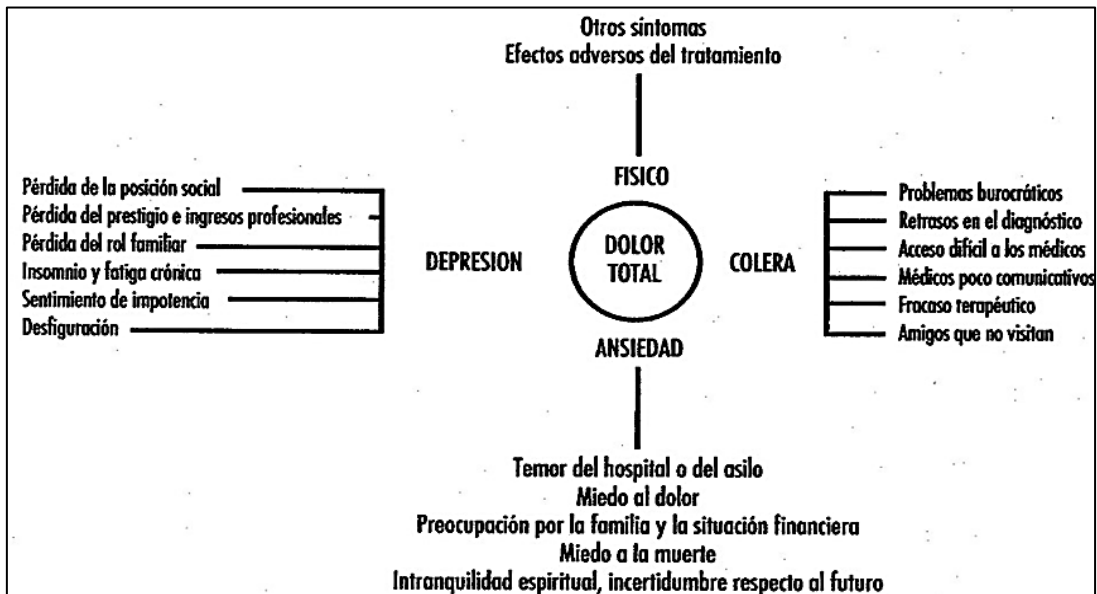 Otros síntomas
Efectos adversos del tratamiento
FISICO
Pérdida de la posición social
Pérdida del prestigio e ingresos profesionales
Pérdida del rol familiar
Insomnio y fatiga crónica
Sentimiento de impotencia
Desfiguración
DEPRESION
DOLOR
TOTAL
COLERA
Problemas burocráticos
Retrasos en el diagnóstico
Acceso difícil a los médicos
Médicos poco comunicativos
Fracaso terapéutico
Amigos que no visitan
ANSIEDAD
Temor del hospital o del asilo
Miedo al dolor
Preocupación por la familia y la situación financiera
Miedo a la muerte
Intranquilidad espiritual, incertidumbre respecto al futuro